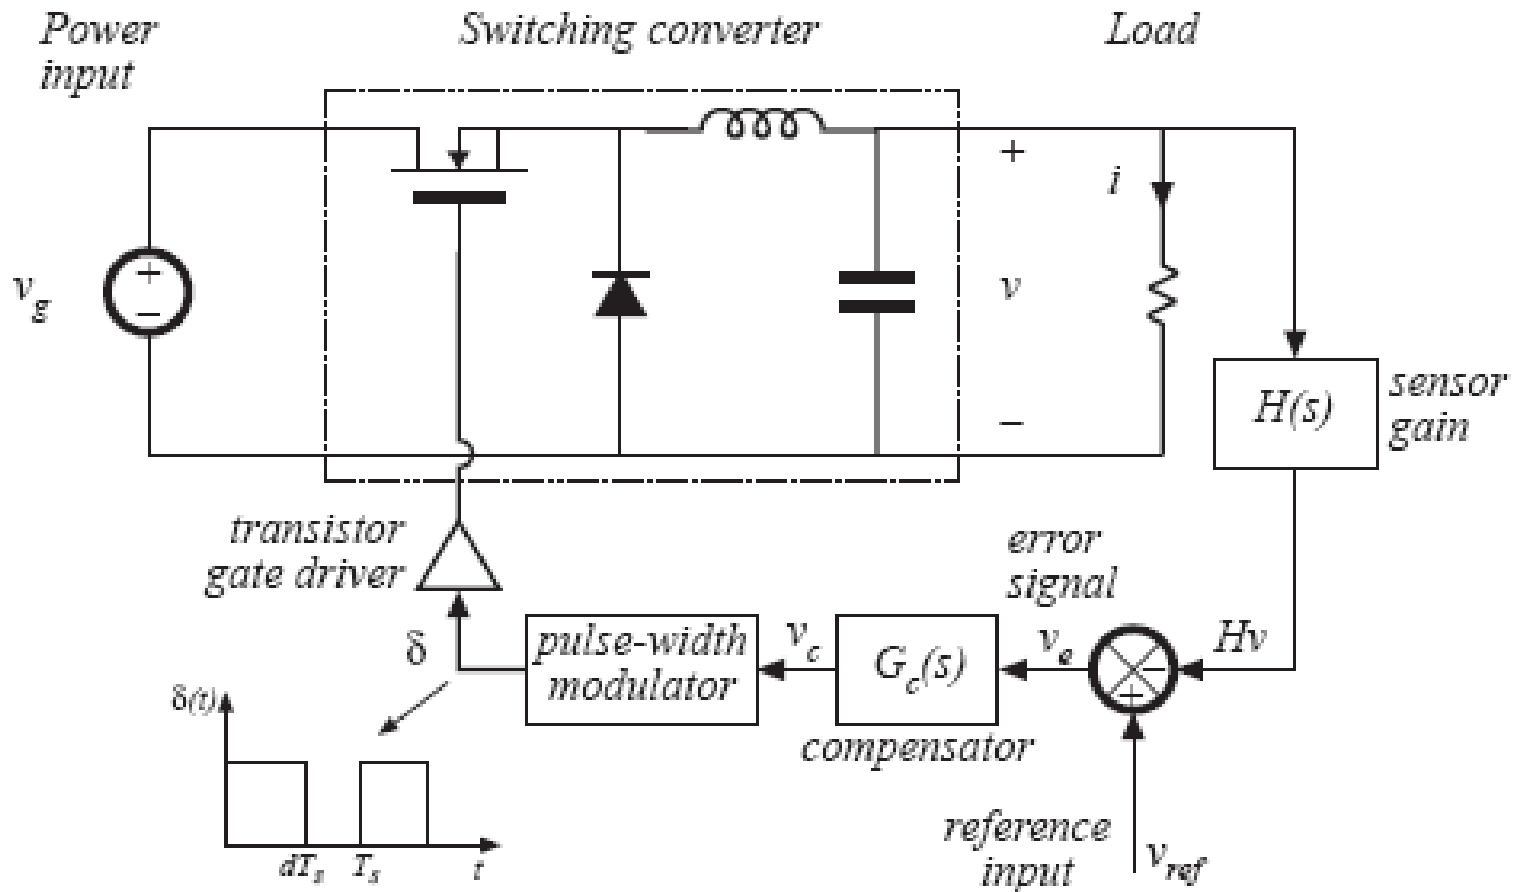 Power
input
Switching converter
Load
+
i
v
g
+
−
v
−
H(s)
sensor
gain
transistor
gate driver
error
signal
δ
pulse-width
modulator
v_c
G_c(s)
v_e
−
+
Hv
compensator
δ(t)
dT_s
T_s
t
reference
input
v_ref